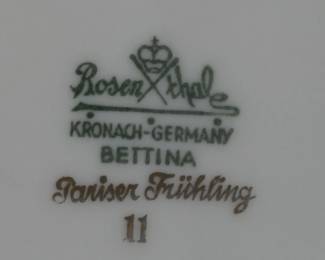 Rosenthal
KRONACH-GERMANY
BETTINA
Pariser Frühling
11